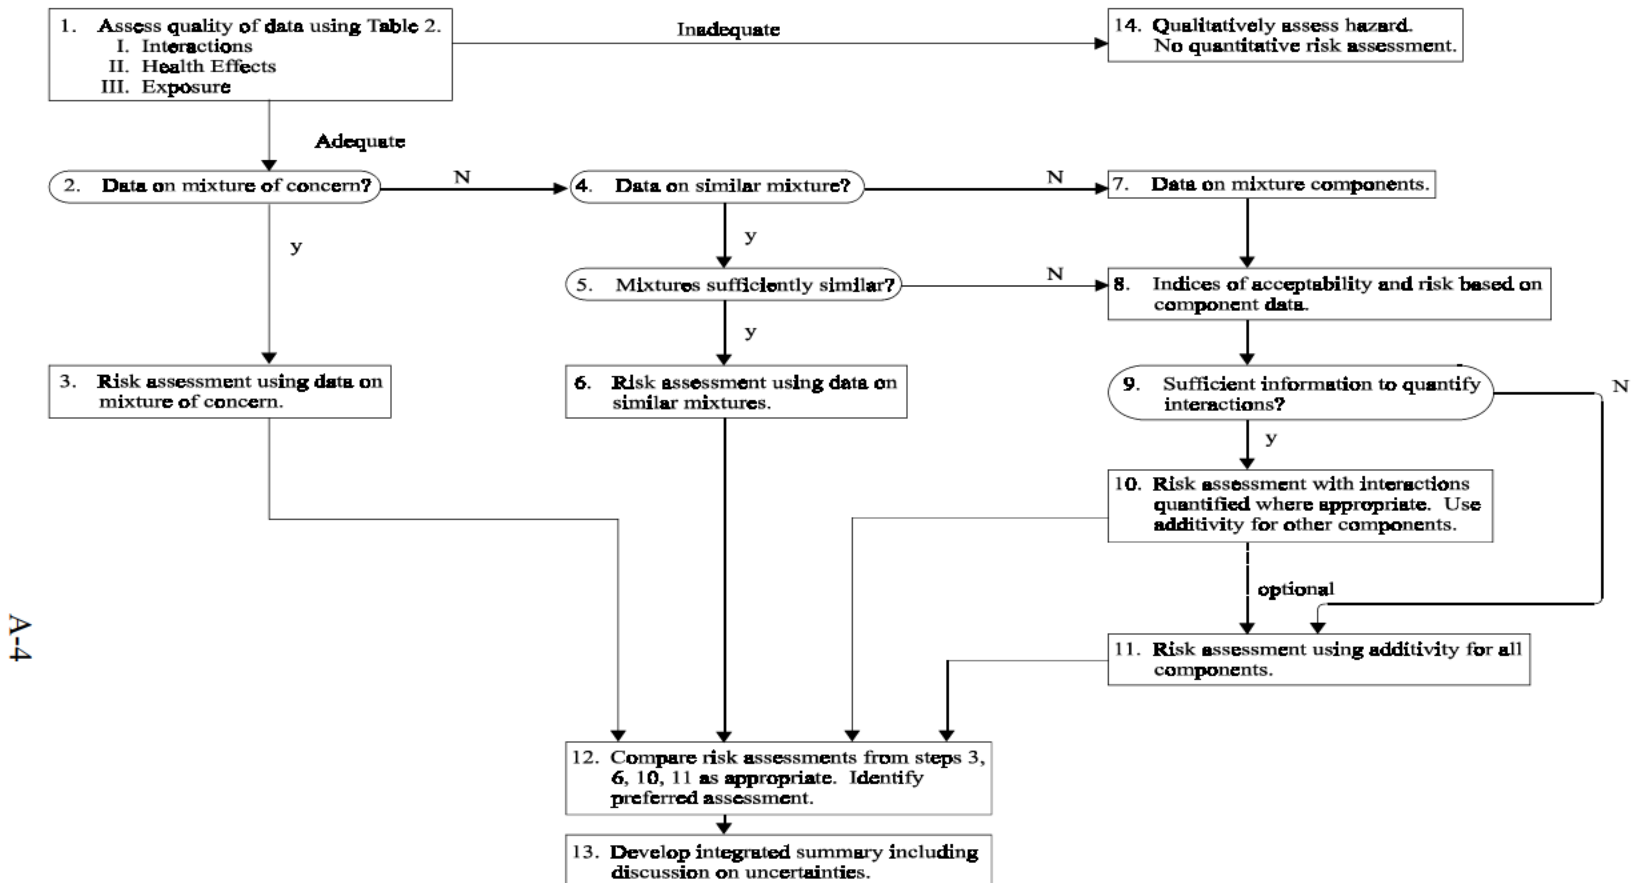 1. Assess quality of data using Table 2.
I. Interactions
II. Health Effects
III. Exposure
Inadequate
14. Qualitatively assess hazard.
No quantitative risk assessment.
Adequate
2. Data on mixture of concern?
N
4. Data on similar mixture?
N
7. Data on mixture components.
y
y
5. Mixtures sufficiently similar?
N
8. Indices of acceptability and risk based on
component data.
y
3. Risk assessment using data on
mixture of concern.
6. Risk assessment using data on
similar mixtures.
9. Sufficient information to quantify
interactions?
N
y
10. Risk assessment with interactions
quantified where appropriate. Use
additivity for other components.
optional
11. Risk assessment using additivity for all
components.
12. Compare risk assessments from steps 3,
6, 10, 11 as appropriate. Identify
preferred assessment.
13. Develop integrated summary including
discussion on uncertainties.
A-4